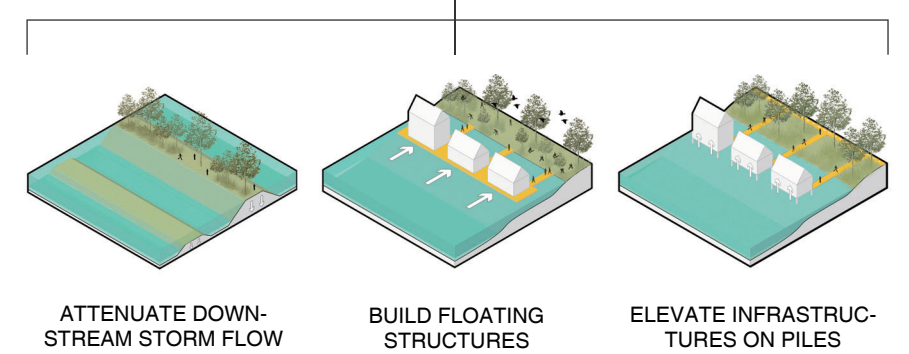 ATTENUATE DOWN-
STREAM STORM FLOW
BUILD FLOATING
STRUCTURES
ELEVATE INFRASTRUC-
TURES ON PILES